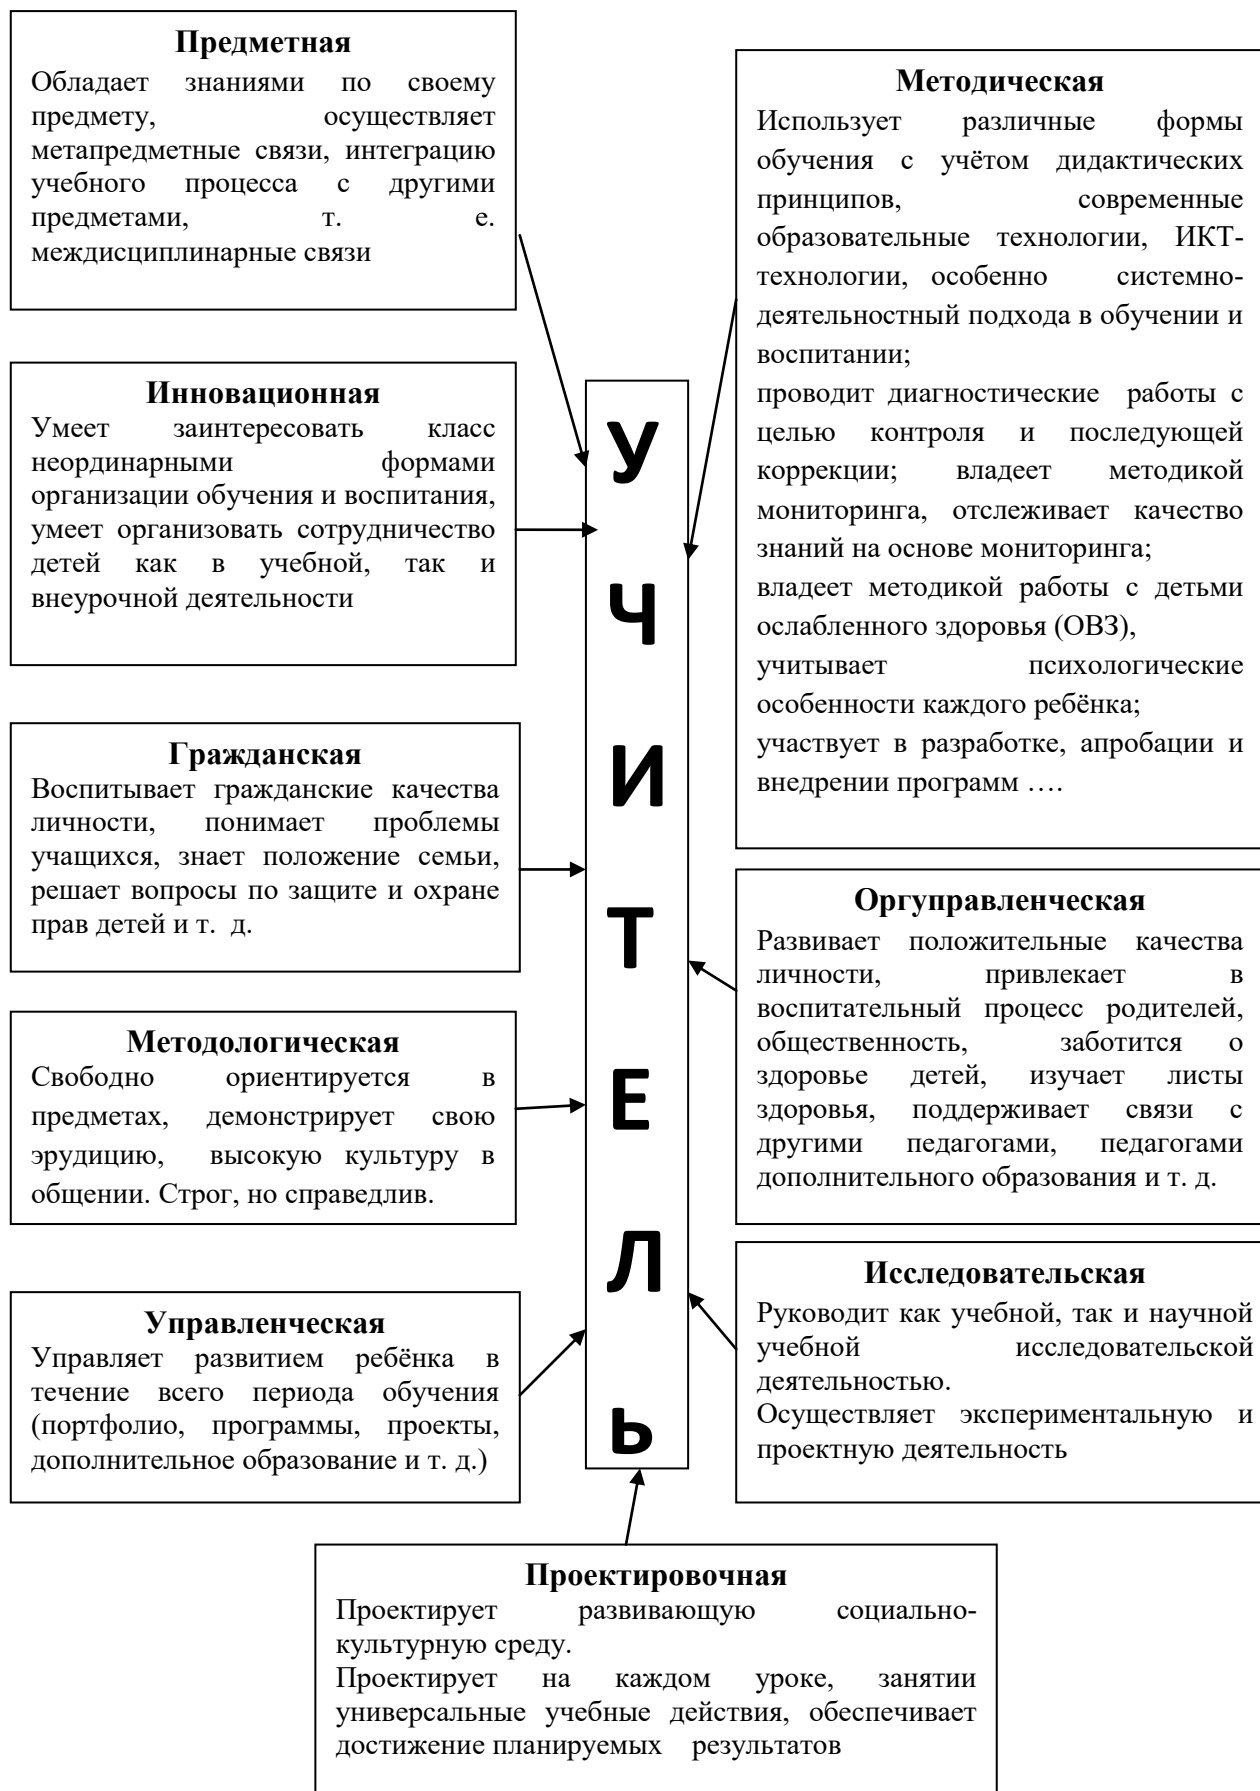 Предметная
Обладает знаниями по своему
предмету, осуществляет
метапредметные связи, интеграцию
учебного процесса с другими
предметами, т. е.
междисциплинарные связи
Инновационная
Умеет заинтересовать класс
неординарными формами
организации обучения и воспитания,
умеет организовать сотрудничество
детей как в учебной, так и
внеурочной деятельности
Гражданская
Воспитывает гражданские качества
личности, понимает проблемы
учащихся, знает положение семьи,
решает вопросы по защите и охране
прав детей и т. д.
Методологическая
Свободно ориентируется в
предметах, демонстрирует свою
эрудицию, высокую культуру в
общении. Строг, но справедлив.
Управленческая
Управляет развитием ребёнка в
течение всего периода обучения
(портфолио, программы, проекты,
дополнительное образование и т. д.)
У
Ч
И
Т
Е
Л
Ь
Методическая
Использует различные формы
обучения с учётом дидактических
принципов, современные
образовательные технологии, ИКТ-
технологии, особенно системно-
деятельностный подхода в обучении и
воспитании;
проводит диагностические работы с
целью контроля и последующей
коррекции; владеет методикой
мониторинга, отслеживает качество
знаний на основе мониторинга;
владеет методикой работы с детьми
ослабленного здоровья (ОВЗ),
учитывает психологические
особенности каждого ребёнка;
участвует в разработке, апробации и
внедрении программ ….
Оргуправленческая
Развивает положительные качества
личности, привлекает в
воспитательный процесс родителей,
общественность, заботится о
здоровье детей, изучает листы
здоровья, поддерживает связи с
другими педагогами, педагогами
дополнительного образования и т. д.
Исследовательская
Руководит как учебной, так и научной
учебной исследовательской
деятельностью.
Осуществляет экспериментальную и
проектную деятельность
Проектировочная
Проектирует развивающую социально-
культурную среду.
Проектирует на каждом уроке, занятии
универсальные учебные действия, обеспечивает
достижение планируемых результатов